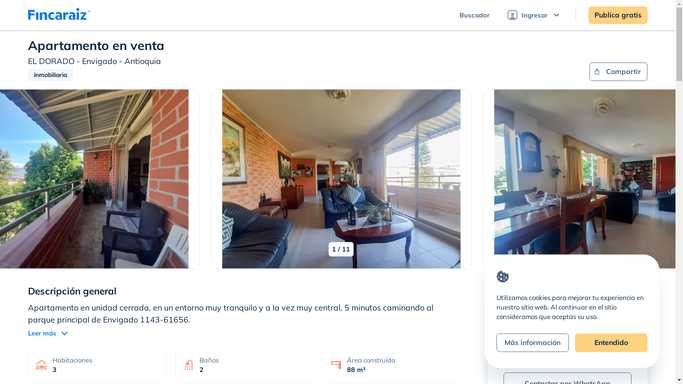 Fincaraiz
Buscador
Ingresar
Publica gratis
Apartamento en venta
EL DORADO - Envigado - Antioquia
Inmobiliaria
Compartir
1 / 11
Descripción general
Apartamento en unidad cerrada, en un entorno muy tranquilo y a la vez muy central, 5 minutos caminando al
parque principal de Envigado 1143-61656.
Leer más
Habitaciones
3
Baños
2
Área construida
88 m²
Utilizamos cookies para mejorar tu experiencia en
nuestro sitio web. Al continuar en el sitio
consideramos que aceptas su uso.
Más información
Entendido
Contactar por WhatsApp